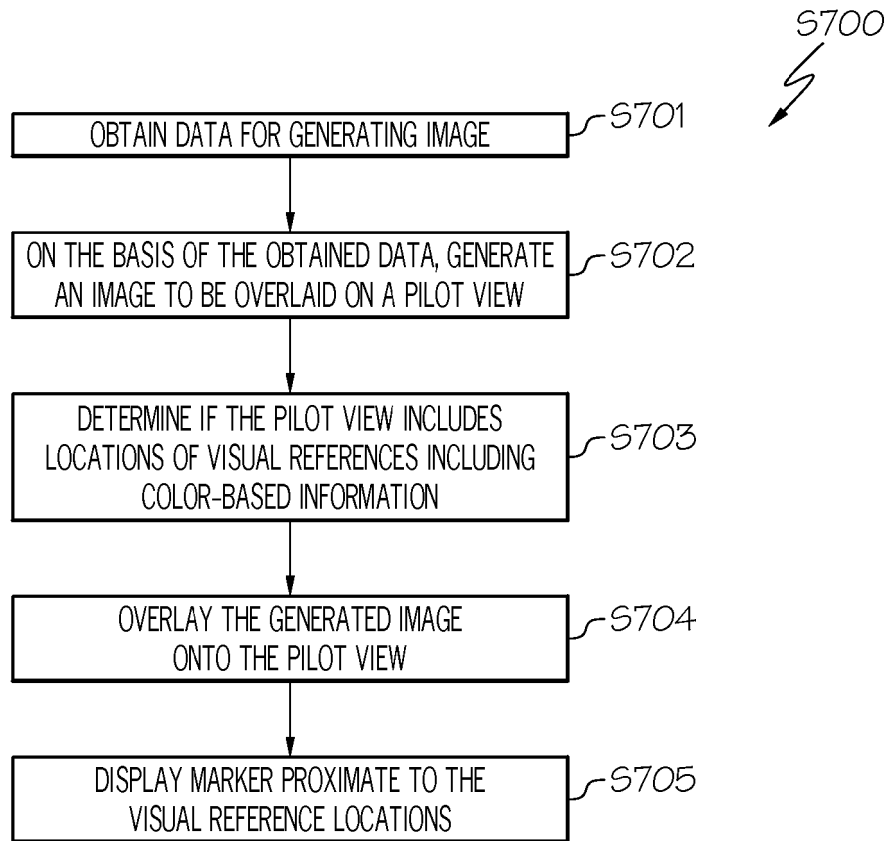 S700
OBTAIN DATA FOR GENERATING IMAGE
S701
ON THE BASIS OF THE OBTAINED DATA, GENERATE
AN IMAGE TO BE OVERLAID ON A PILOT VIEW
S702
DETERMINE IF THE PILOT VIEW INCLUDES
LOCATIONS OF VISUAL REFERENCES INCLUDING
COLOR-BASED INFORMATION
S703
OVERLAY THE GENERATED IMAGE
ONTO THE PILOT VIEW
S704
DISPLAY MARKER PROXIMATE TO THE
VISUAL REFERENCE LOCATIONS
S705